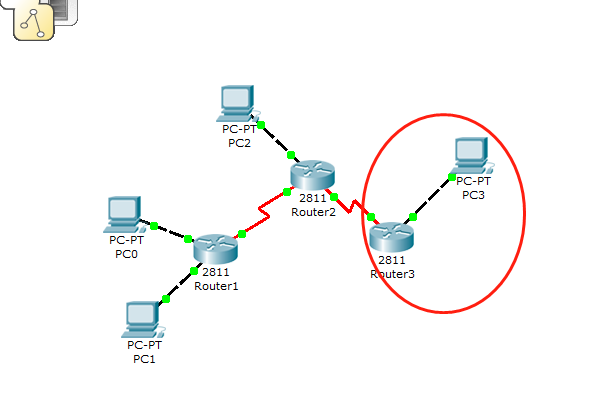 PC-PT
PC2
2811
Router2
PC-PT
PC3
PC-PT
PC0
2811
Router1
2811
Router3
PC-PT
PC1